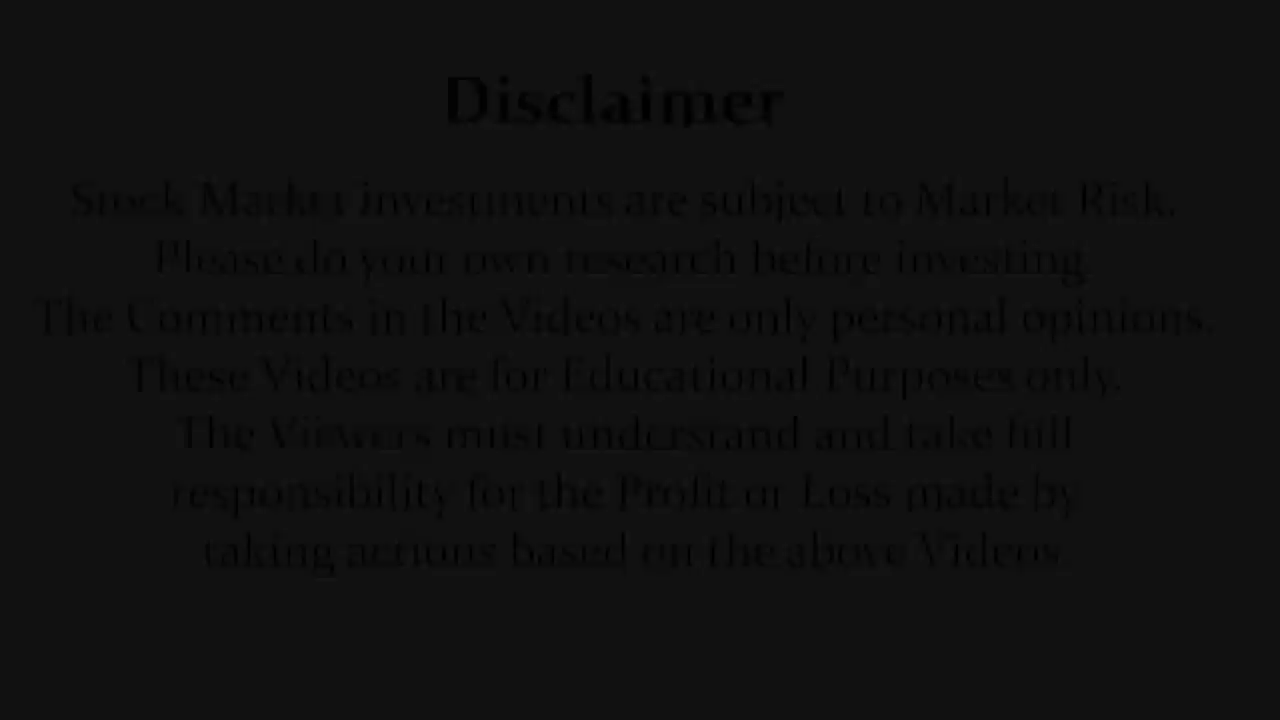 Disclaimer
Stock Market investments are subject to Market Risk.
Please do your own research before investing.
The Comments in the Videos are only personal opinions.
These Videos are for Educational Purposes only.
The Viewers must understand and take full
responsibility for the Profit or Loss made by
taking actions based on the above Videos